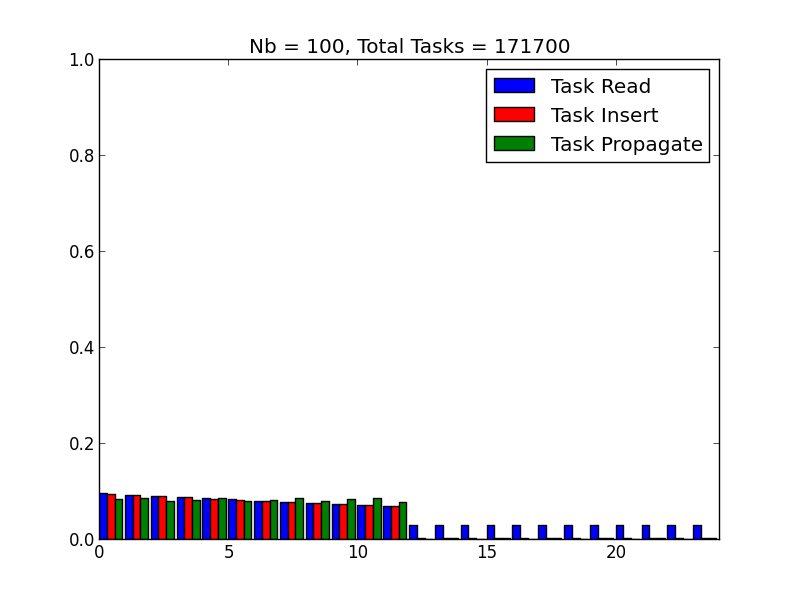 Nb = 100, Total Tasks = 171700
1.0
0.8
0.6
0.4
0.2
0.0
Task Read
Task Insert
Task Propagate
0 5 10 15 20